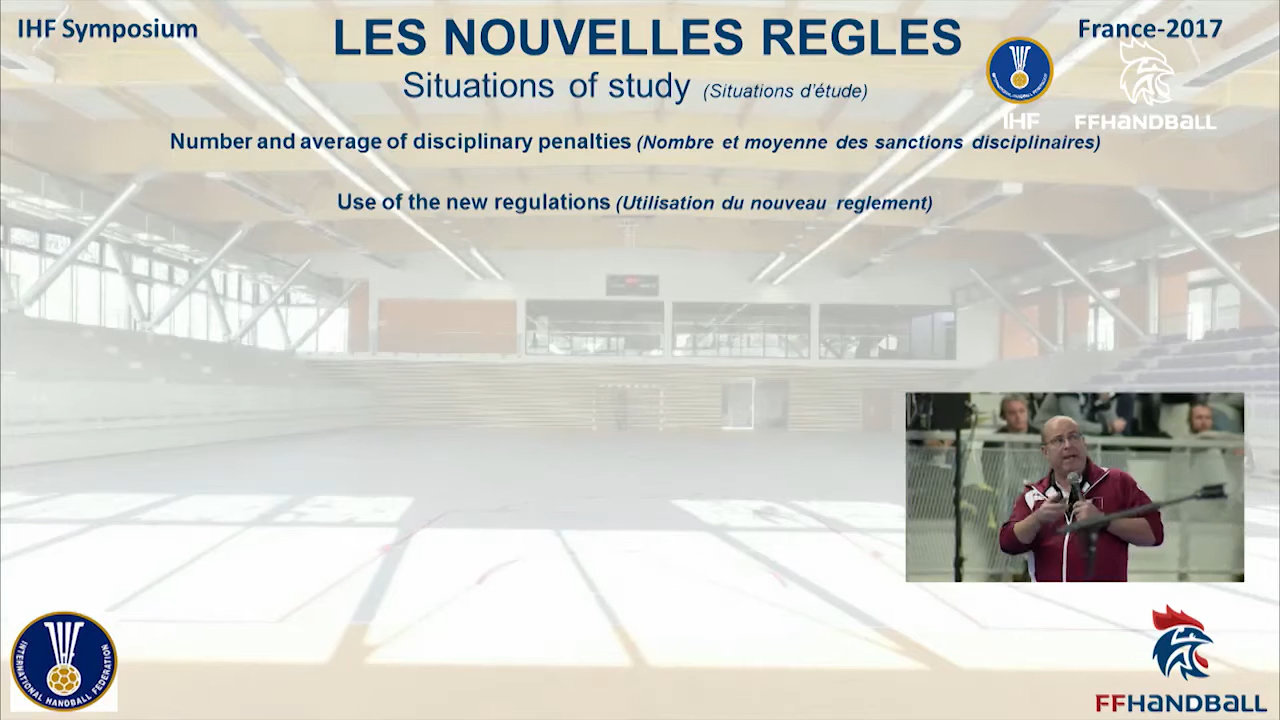 IHF Symposium
LES NOUVELLES REGLES
France-2017
Situations of study (Situations d'étude)
IHF
FFHANDBALL
Number and average of disciplinary penalties (Nombre et moyenne des sanctions disciplinaires)
Use of the new regulations (Utilisation du nouveau reglement)
INTERNATIONAL HANDBALL FEDERATION
FFHANDBALL